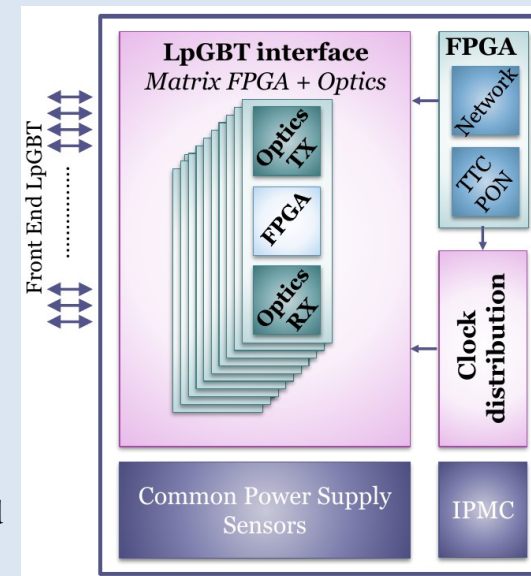 Front End LpGBT
LpGBT interface
Matrix FPGA + Optics
Optics
TX
FPGA
Optics
RX
FPGA
Network
TTC
PON
Clock
distribution
Common Power Supply
Sensors
IPMC